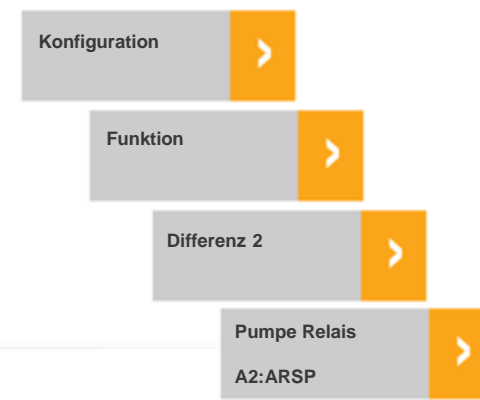 Konfiguration
Funktion
Differenz 2
Pumpe Relais
A2:ARSP